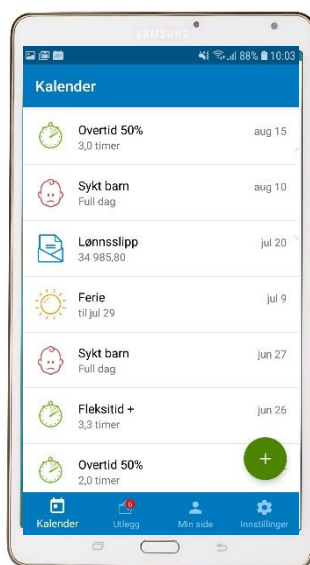 SAMSUNG
88% 10:03
Kalender
Overtid 50%
aug 15
3,0 timer
Sykt barn
aug 10
Full dag
Lønnsslipp
jul 20
34 985,80
Ferie
jul 9
til jul 29
Sykt barn
jun 27
Full dag
Fleksitid +
jun 26
3,3 timer
Overtid 50%
2,0 timer
Kalender
Utlegg
Min side
Innstillinger